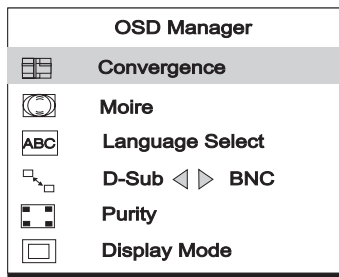 OSD Manager
Convergence
Moire
ABC Language Select
D-Sub ◁ ▷ BNC
Purity
Display Mode